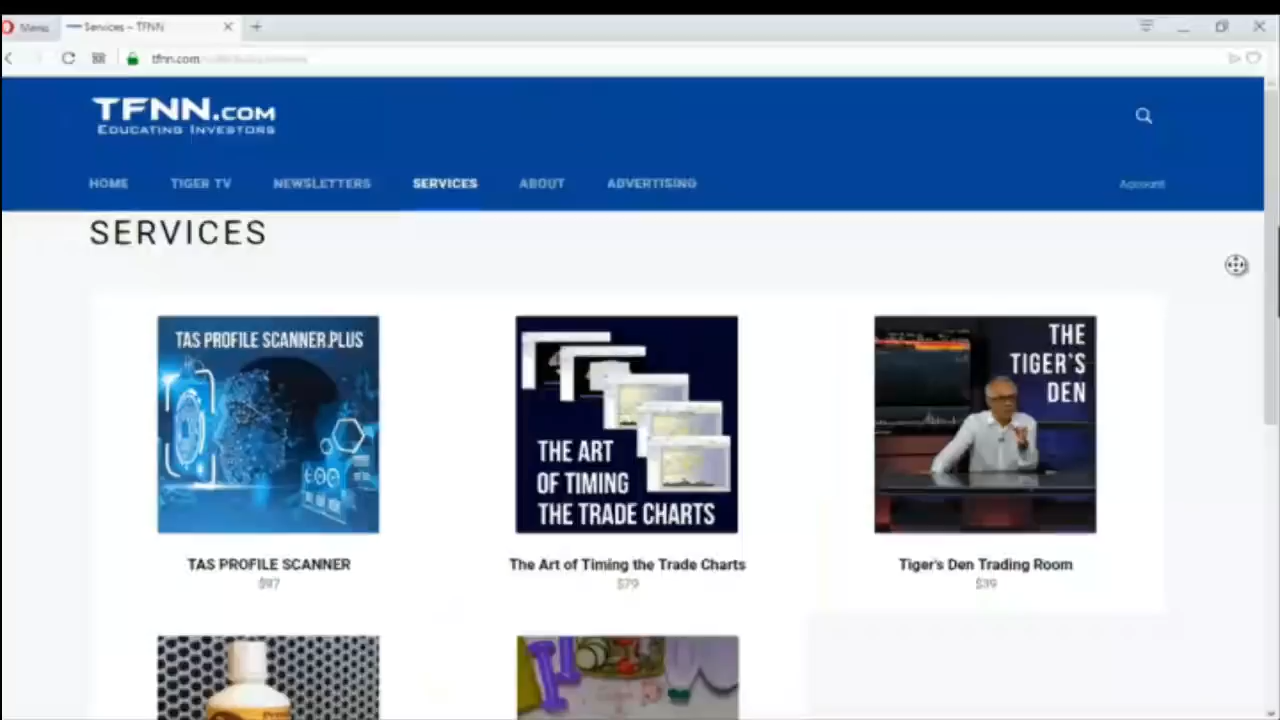 Menu
Services – TFNN
tfnn.com
TFNN.COM
EDUCATING INVESTORS
HOME
TIGER TV
NEWSLETTERS
SERVICES
ABOUT
ADVERTISING
Account
SERVICES
TAS PROFILE SCANNER PLUS
THE ART
OF TIMING
THE TRADE CHARTS
THE
TIGER'S
DEN
TAS PROFILE SCANNER
$97
The Art of Timing the Trade Charts
$79
Tiger's Den Trading Room
$39